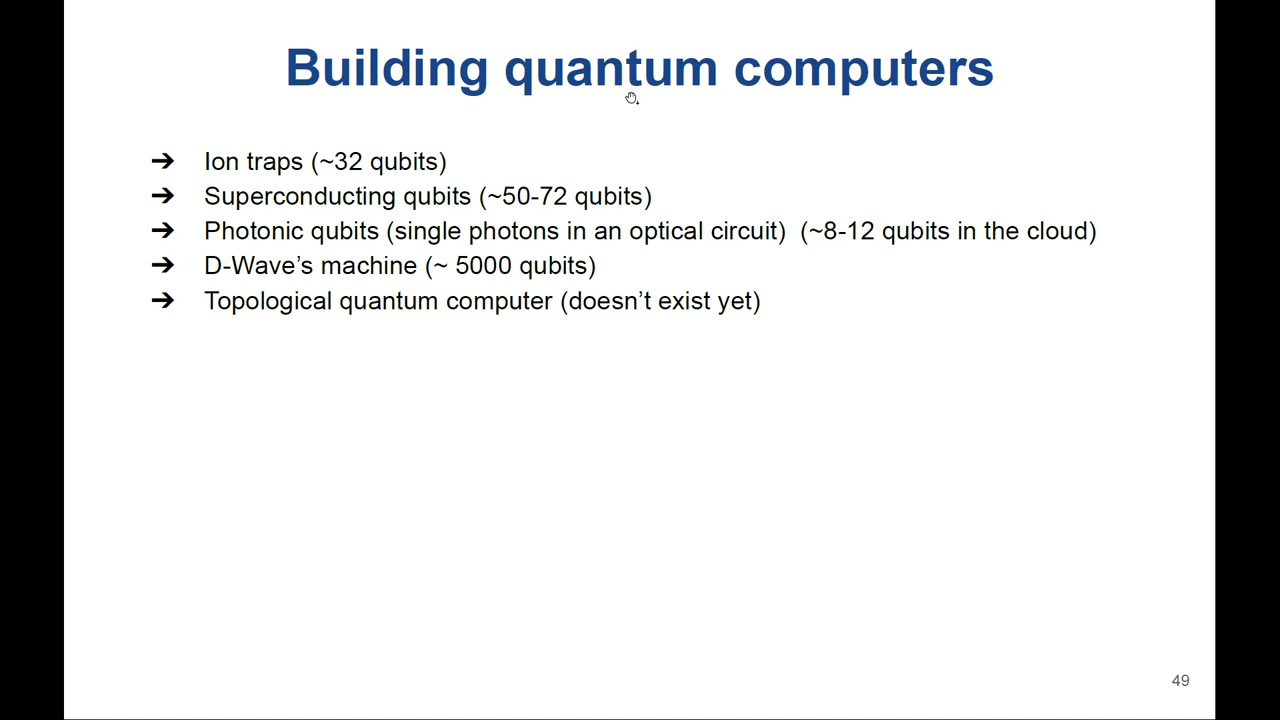 Building quantum computers
➔ Ion traps (~32 qubits)
➔ Superconducting qubits (~50-72 qubits)
➔ Photonic qubits (single photons in an optical circuit) (~8-12 qubits in the cloud)
➔ D-Wave’s machine (~ 5000 qubits)
➔ Topological quantum computer (doesn’t exist yet)
49